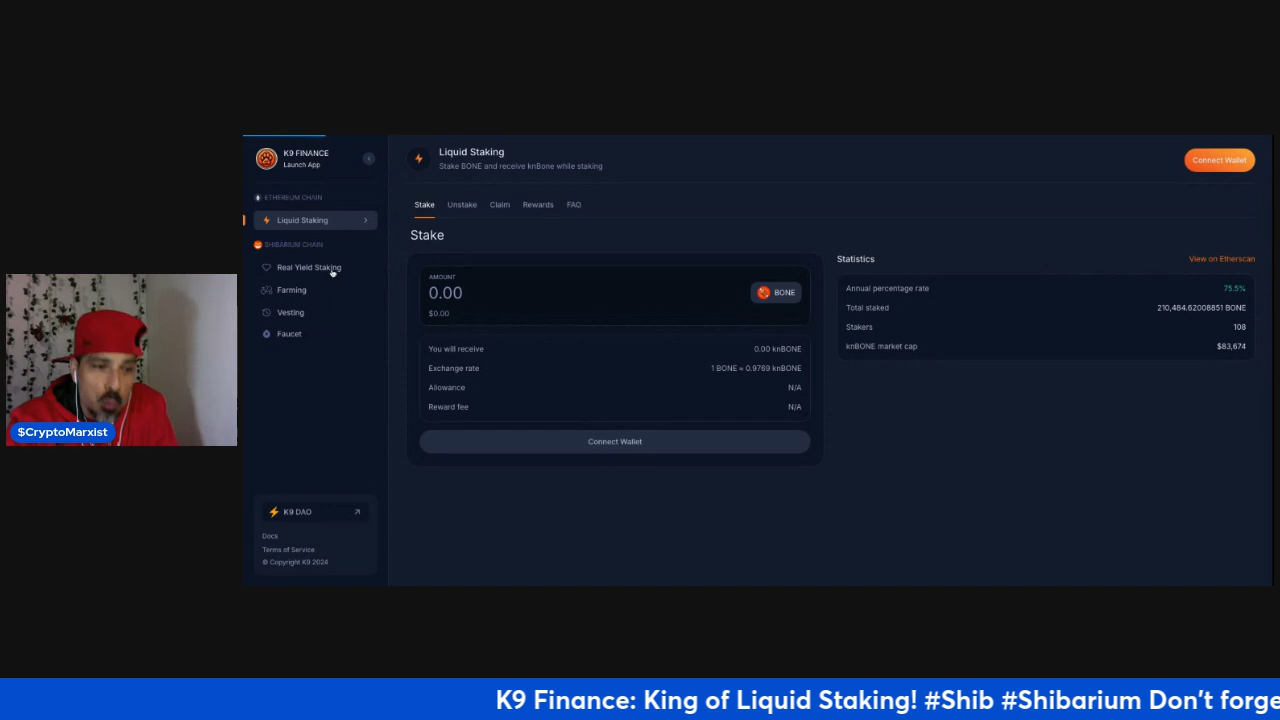 K9 FINANCE
Launch App
ETHEREUM CHAIN
Liquid Staking
SHIBARIUM CHAIN
Real Yield Staking
Farming
Vesting
Faucet
K9 DAO
Docs
Terms of Service
© Copyright K9 2024
Liquid Staking
Stake BONE and receive knBone while staking
Connect Wallet
Stake Unstake Claim Rewards FAQ
Stake
AMOUNT
0.00
BONE
$0.00
You will receive 0.00 knBONE
Exchange rate 1 BONE = 0.9769 knBONE
Allowance N/A
Reward fee N/A
Connect Wallet
Statistics View on Etherscan
Annual percentage rate 75.5%
Total staked 210,484.62008851 BONE
Stakers 108
knBONE market cap $83,674
$CryptoMarxist
K9 Finance: King of Liquid Staking! #Shib #Shibarium Don't forge